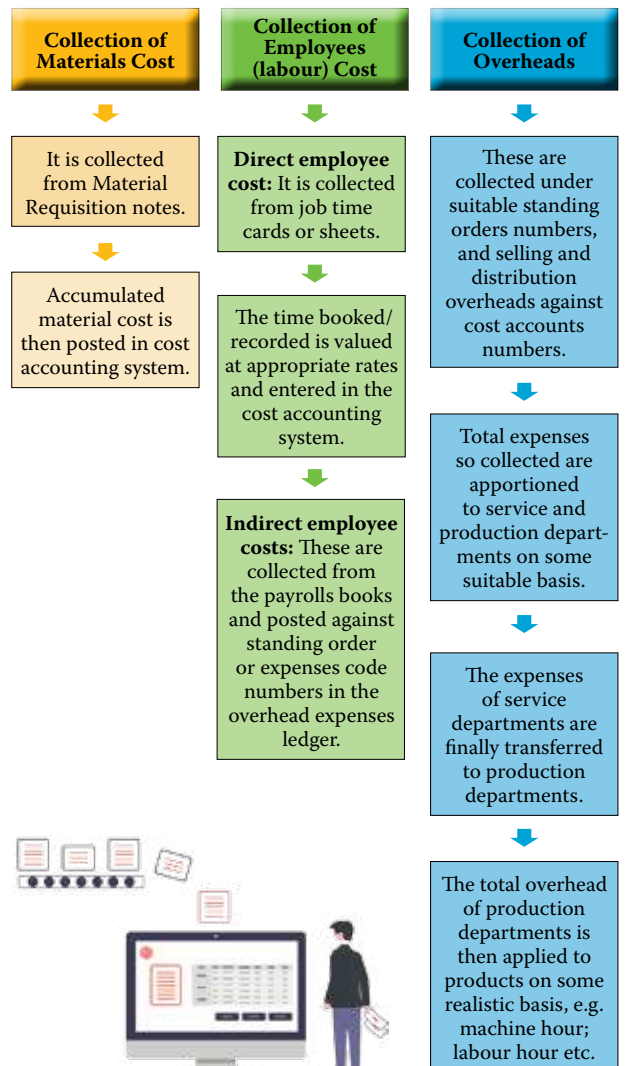 Collection of
Materials Cost
It is collected
from Material
Requisition notes.
Accumulated
material cost is
then posted in cost
accounting system.
Collection of
Employees
(labour) Cost
Direct employee
cost: It is collected
from job time
cards or sheets.
The time booked/
recorded is valued
at appropriate rates
and entered in the
cost accounting
system.
Indirect employee
costs: These are
collected from
the payrolls books
and posted against
standing order
or expenses code
numbers in the
overhead expenses
ledger.
Collection of
Overheads
These are
collected under
suitable standing
orders numbers,
and selling and
distribution
overheads against
cost accounts
numbers.
Total expenses
so collected are
apportioned
to service and
production depart-
ments on some
suitable basis.
The expenses
of service
departments are
finally transferred
to production
departments.
The total overhead
of production
departments is
then applied to
products on some
realistic basis, e.g.
machine hour;
labour hour etc.